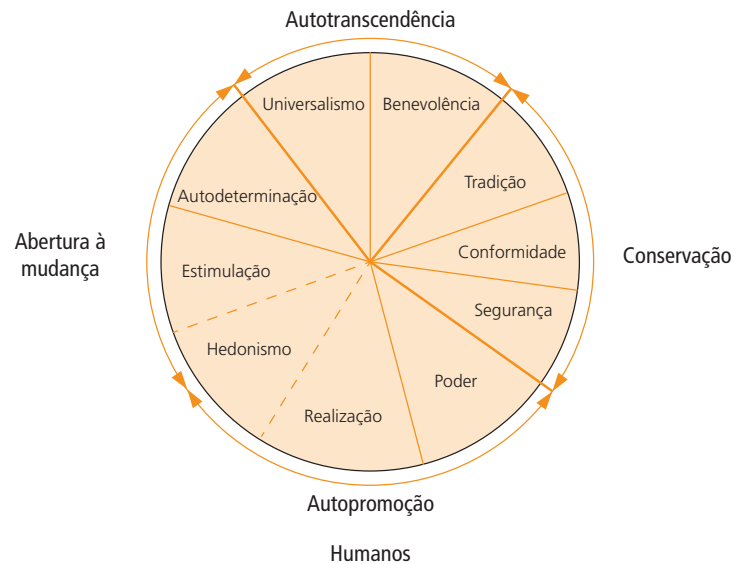 Autotranscendência
Universalismo
Benevolência
Autodeterminação
Tradição
Abertura à
mudança
Estimulação
Conformidade
Conservação
Segurança
Hedonismo
Poder
Realização
Autopromoção
Humanos